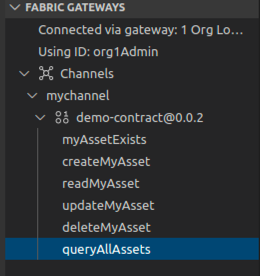 FABRIC GATEWAYS
Connected via gateway: 1 Org Lo...
Using ID: org1Admin
Channels
mychannel
demo-contract@0.0.2
myAssetExists
createMyAsset
readMyAsset
updateMyAsset
deleteMyAsset
queryAllAssets